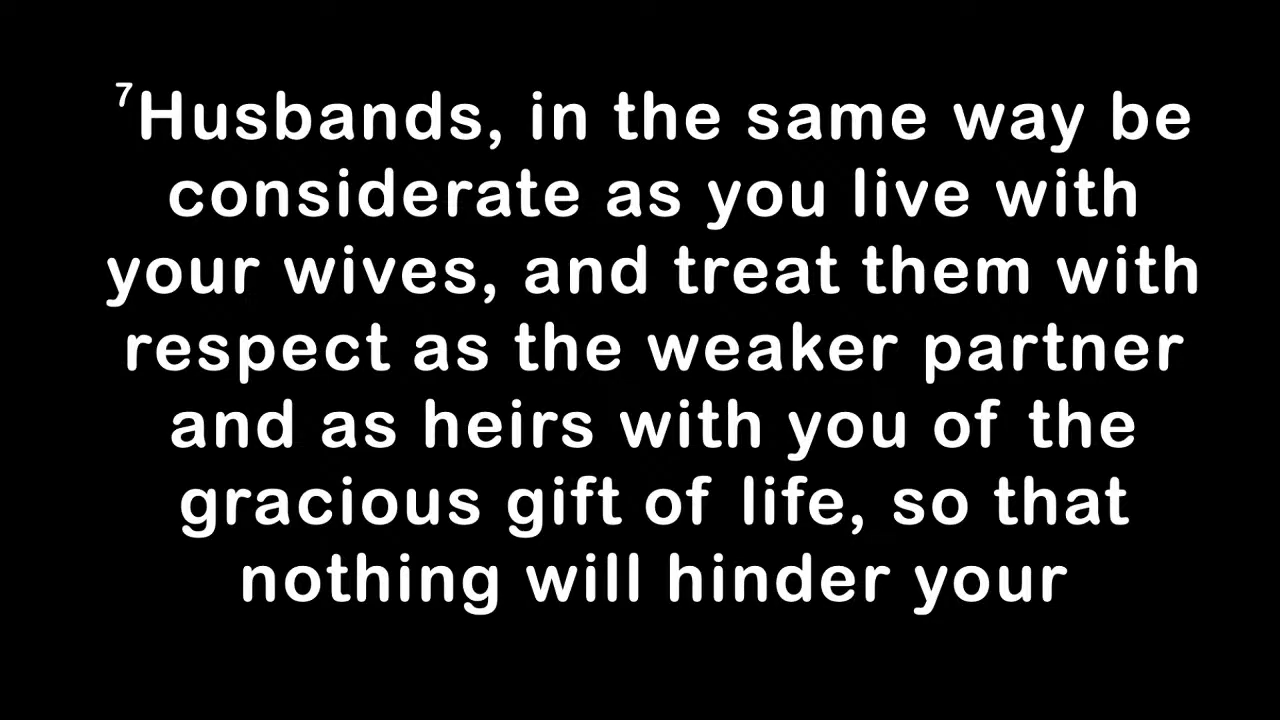 7Husbands, in the same way be
considerate as you live with
your wives, and treat them with
respect as the weaker partner
and as heirs with you of the
gracious gift of life, so that
nothing will hinder your